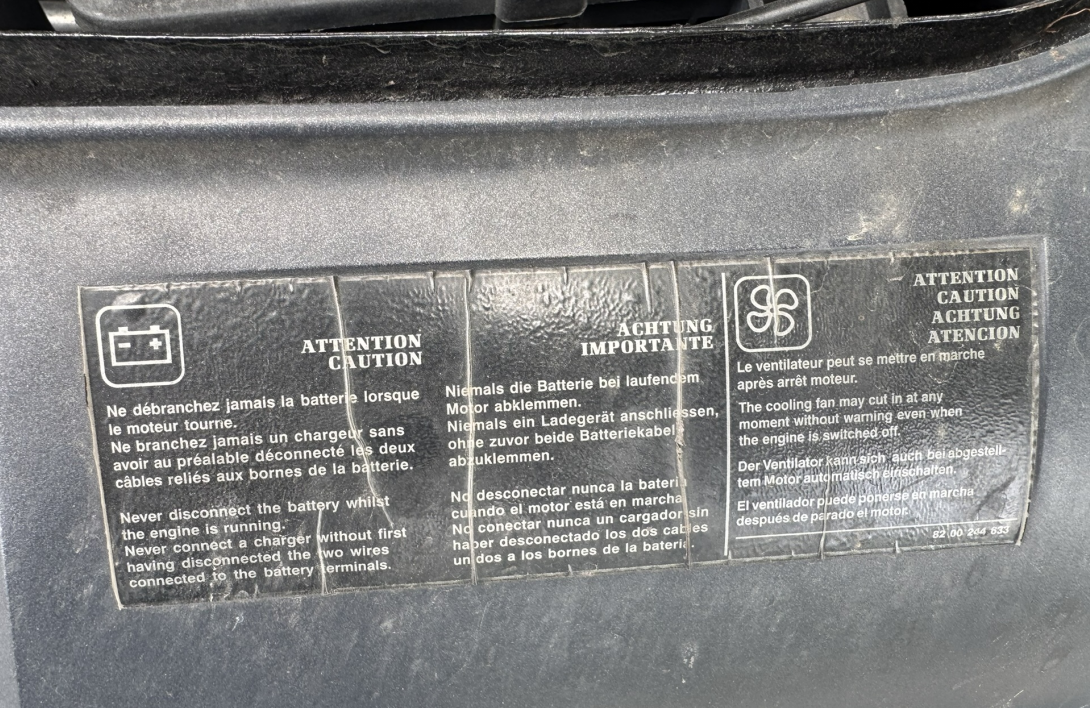 ATTENTION
CAUTION
Ne débranchez jamais la batterie lorsque
le moteur tourne.
Ne branchez jamais un chargeur sans
avoir au préalable déconnecté les deux
câbles reliés aux bornes de la batterie.
Never disconnect the battery whilst
the engine is running.
Never connect a charger without first
having disconnected the two wires
connected to the battery terminals.
ACHTUNG
IMPORTANTE
Niemals die Batterie bei laufendem
Motor abklemmen.
Niemals ein Ladegerät anschliessen,
ohne zuvor beide Batteriekabel
abzuklemmen.
No desconectar nunca la batería
cuando el motor está en marcha
No conectar nunca un cargador sin
haber desconectado los dos cables
unidos a los bornes de la batería
ATTENTION
CAUTION
ACHTUNG
ATENCION
Le ventilateur peut se mettre en marche
après arrêt moteur.
The cooling fan may cut in at any
moment without warning even when
the engine is switched off.
Der Ventilator kann sich auch bei abgestell-
tem Motor automatisch einschalten.
El ventilador puede ponerse en marcha
después de parado el motor.
82 00 244 633